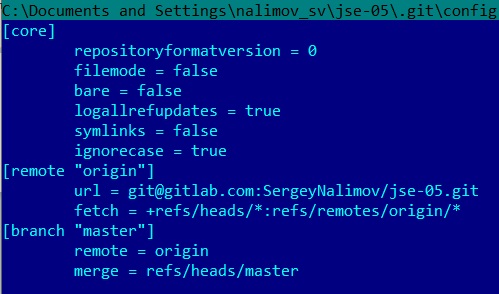 C:\Documents and Settings\nalimov_sv\jse-05\.git\config
[core]
repositoryformatversion = 0
filemode = false
bare = false
logallrefupdates = true
symlinks = false
ignorecase = true
[remote "origin"]
url = git@gitlab.com:SergeyNalimov/jse-05.git
fetch = +refs/heads/*:refs/remotes/origin/*
[branch "master"]
remote = origin
merge = refs/heads/master